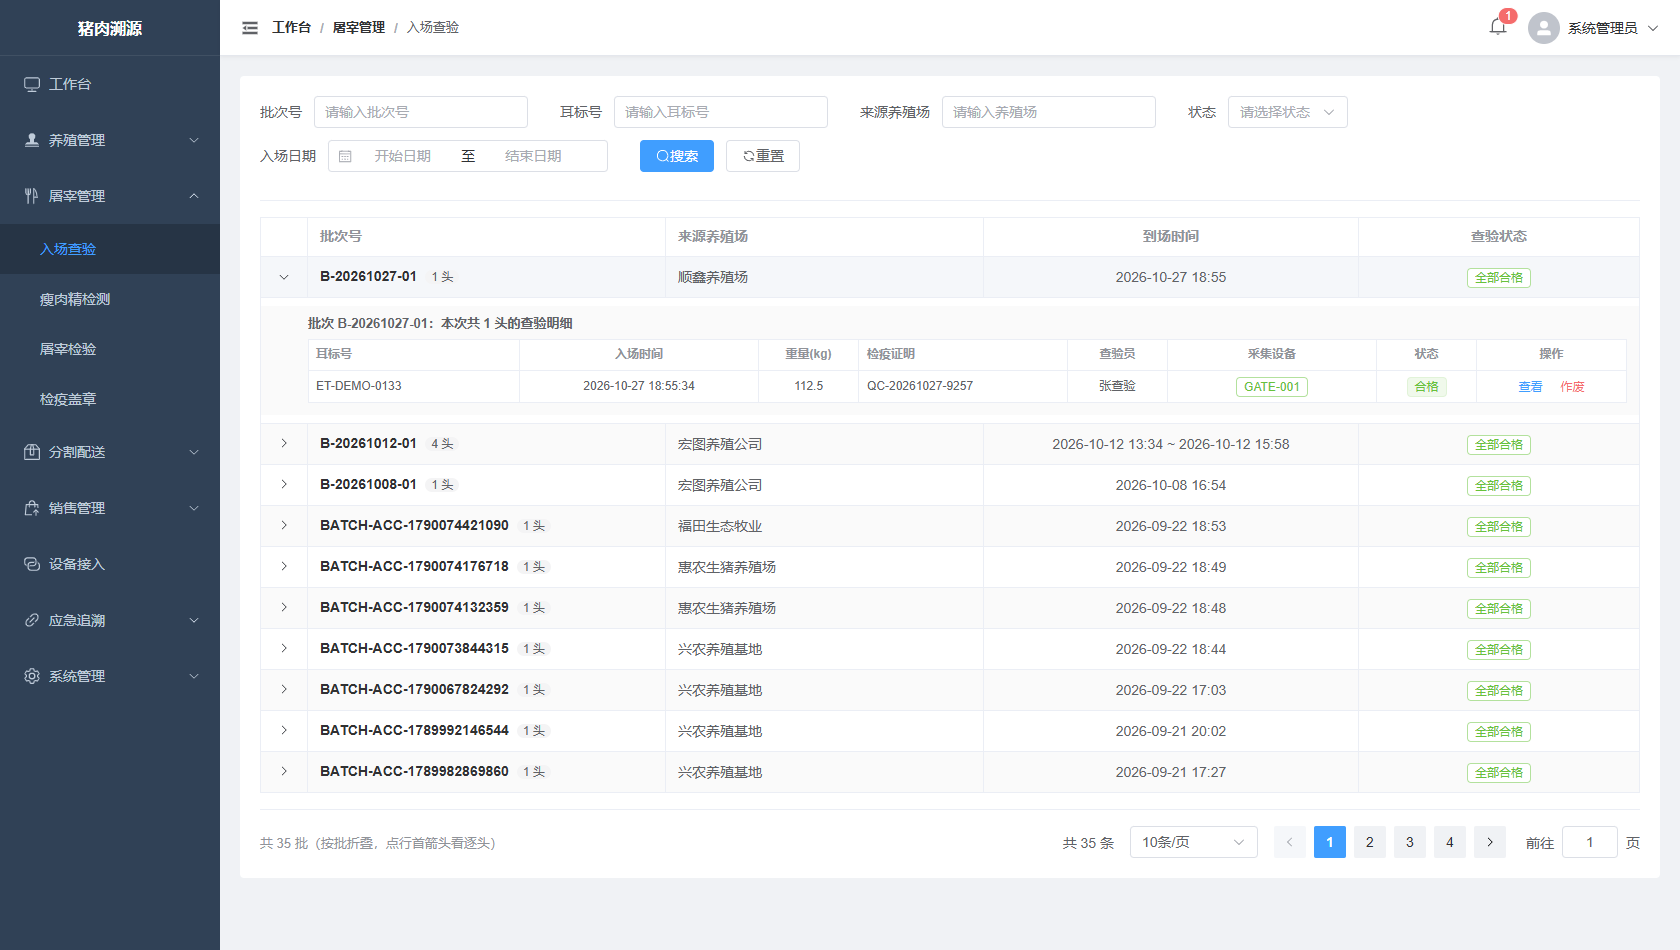 猪肉溯源
工作台
养殖管理
屠宰管理
入场查验
瘦肉精检测
屠宰检验
检疫盖章
分割配送
销售管理
设备接入
应急追溯
系统管理
工作台 / 屠宰管理 / 入场查验
1
系统管理员
批次号 请输入批次号 耳标号 请输入耳标号 来源养殖场 请输入养殖场 状态 请选择状态
入场日期 开始日期 至 结束日期 搜索 重置
批次号 来源养殖场 到场时间 查验状态
B-20261027-01 1 头 顺鑫养殖场 2026-10-27 18:55 全部合格
批次 B-20261027-01：本次共 1 头的查验明细
耳标号 入场时间 重量(kg) 检疫证明 查验员 采集设备 状态 操作
ET-DEMO-0133 2026-10-27 18:55:34 112.5 QC-20261027-9257 张查验 GATE-001 合格 查看 作废
B-20261012-01 4 头 宏图养殖公司 2026-10-12 13:34 ~ 2026-10-12 15:58 全部合格
B-20261008-01 1 头 宏图养殖公司 2026-10-08 16:54 全部合格
BATCH-ACC-1790074421090 1 头 福田生态牧业 2026-09-22 18:53 全部合格
BATCH-ACC-1790074176718 1 头 惠农生猪养殖场 2026-09-22 18:49 全部合格
BATCH-ACC-1790074132359 1 头 惠农生猪养殖场 2026-09-22 18:48 全部合格
BATCH-ACC-1790073844315 1 头 兴农养殖基地 2026-09-22 18:44 全部合格
BATCH-ACC-1790067824292 1 头 兴农养殖基地 2026-09-22 17:03 全部合格
BATCH-ACC-1789992146544 1 头 兴农养殖基地 2026-09-21 20:02 全部合格
BATCH-ACC-1789982869860 1 头 兴农养殖基地 2026-09-21 17:27 全部合格
共 35 批（按批折叠，点行首箭头看逐头） 共 35 条 10条/页 1 2 3 4 前往 1 页